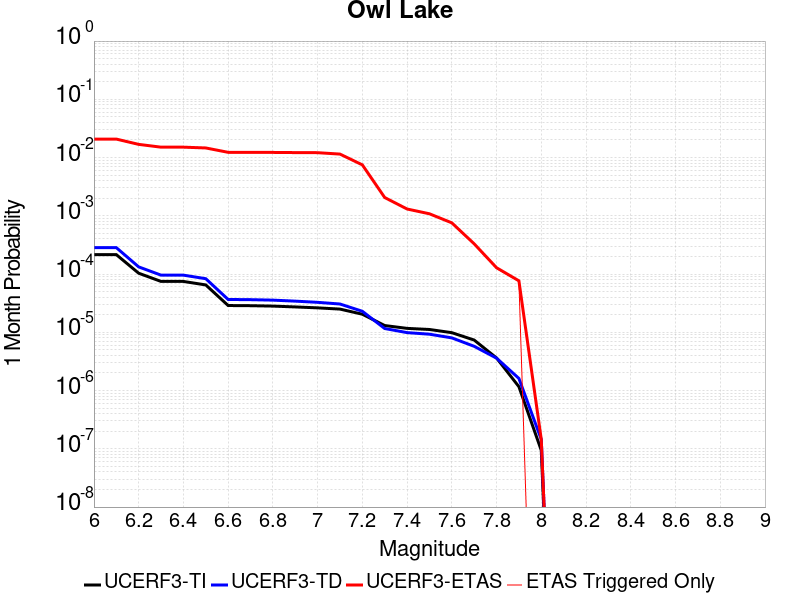 Owl Lake
1 Month Probability
10^0
10^-1
10^-2
10^-3
10^-4
10^-5
10^-6
10^-7
10^-8
6 6.2 6.4 6.6 6.8 7 7.2 7.4 7.6 7.8 8 8.2 8.4 8.6 8.8 9
Magnitude
UCERF3-TI UCERF3-TD UCERF3-ETAS ETAS Triggered Only